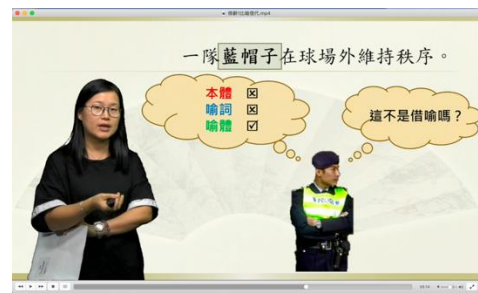 一隊藍帽子在球場外維持秩序。
本體 ☒
喻詞 ☒
喻體 ☑
這不是借喻嗎？